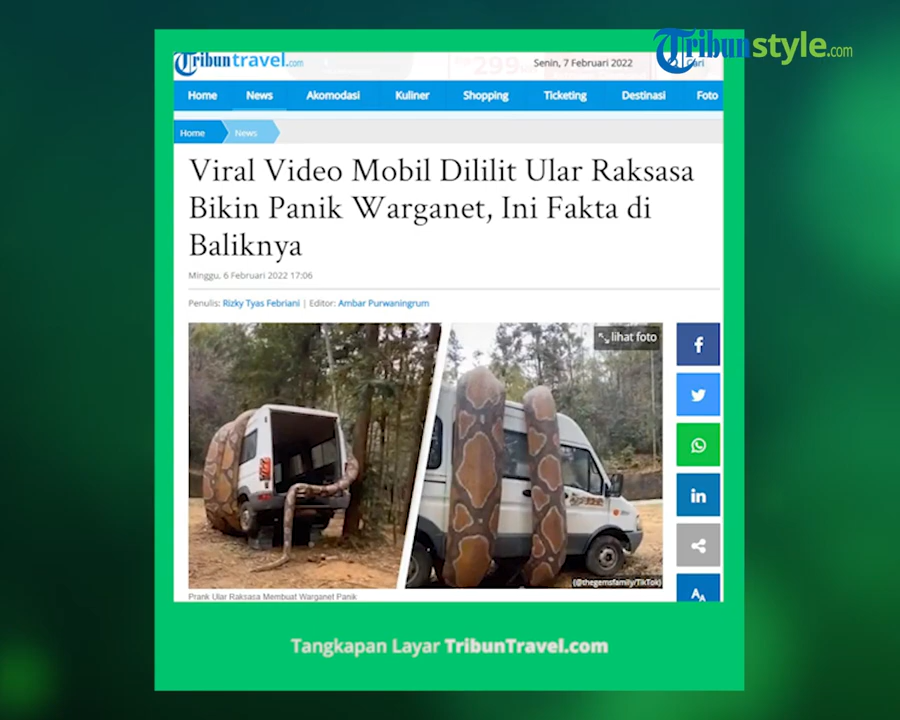 Tribunstyle.com
Tribuntravel.com
Senin, 7 Februari 2022
Cari
Home News Akomodasi Kuliner Shopping Ticketing Destinasi Foto
Home News
Viral Video Mobil Dililit Ular Raksasa
Bikin Panik Warganet, Ini Fakta di
Baliknya
Minggu, 6 Februari 2022 17:06
Penulis: Rizky Tyas Febriani | Editor: Ambar Purwaningrum
lihat foto
(@thegemsfamily/TikTok)
AA
Prank Ular Raksasa Membuat Warganet Panik
Tangkapan Layar TribunTravel.com